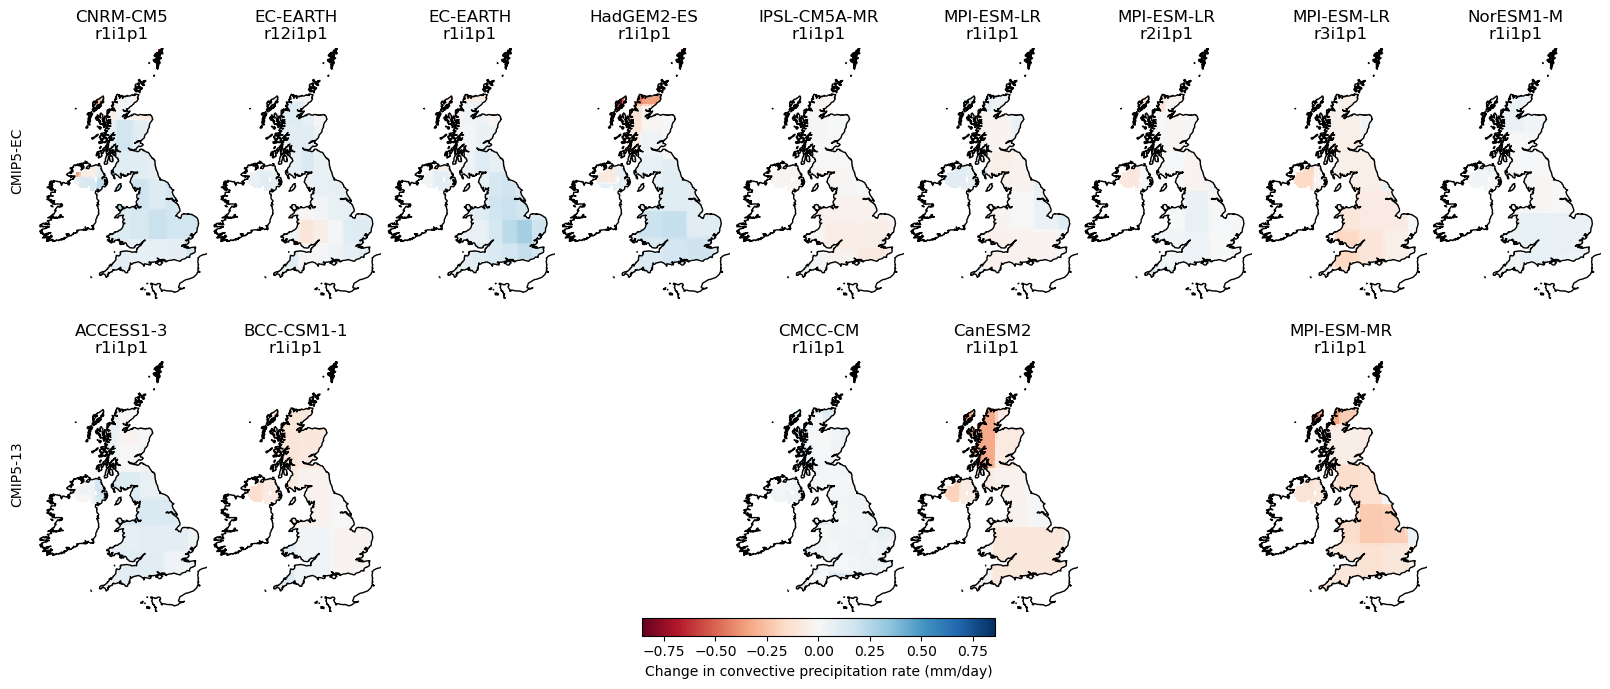 CNRM-CM5
r1i1p1
EC-EARTH
r12i1p1
EC-EARTH
r1i1p1
HadGEM2-ES
r1i1p1
IPSL-CM5A-MR
r1i1p1
MPI-ESM-LR
r1i1p1
MPI-ESM-LR
r2i1p1
MPI-ESM-LR
r3i1p1
NorESM1-M
r1i1p1
CMIP5-EC
ACCESS1-3
r1i1p1
BCC-CSM1-1
r1i1p1
CMCC-CM
r1i1p1
CanESM2
r1i1p1
MPI-ESM-MR
r1i1p1
CMIP5-13
−0.75 −0.50 −0.25 0.00 0.25 0.50 0.75
Change in convective precipitation rate (mm/day)